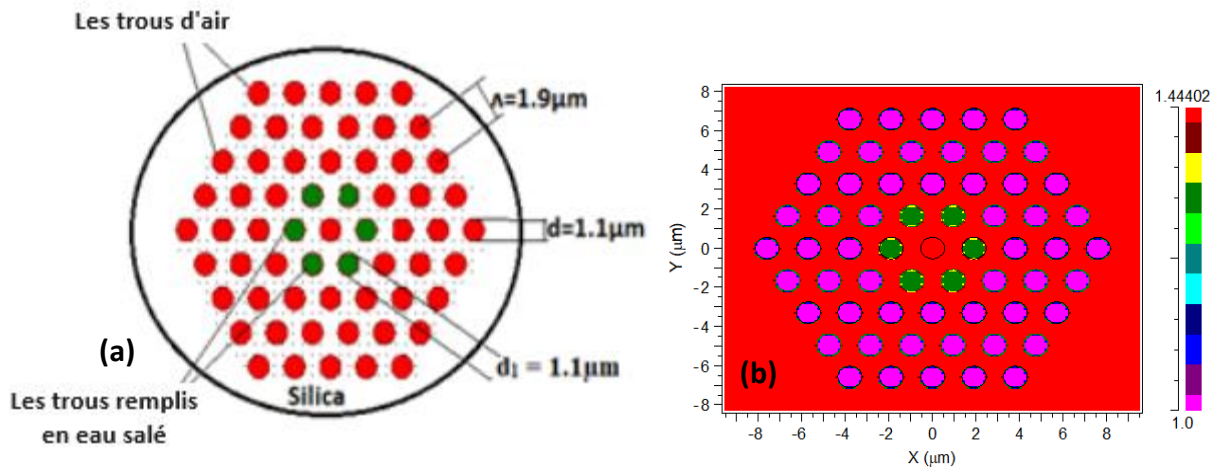 Les trous d'air
Λ=1.9µm
d=1.1µm
(a)
d₁ = 1.1µm
Silica
Les trous remplis
en eau salé
1.44402
8
6
4
2
0
-2
-4
-6
-8
Y (µm)
(b)
-8 -6 -4 -2 0 2 4 6 8
X (µm)
1.0